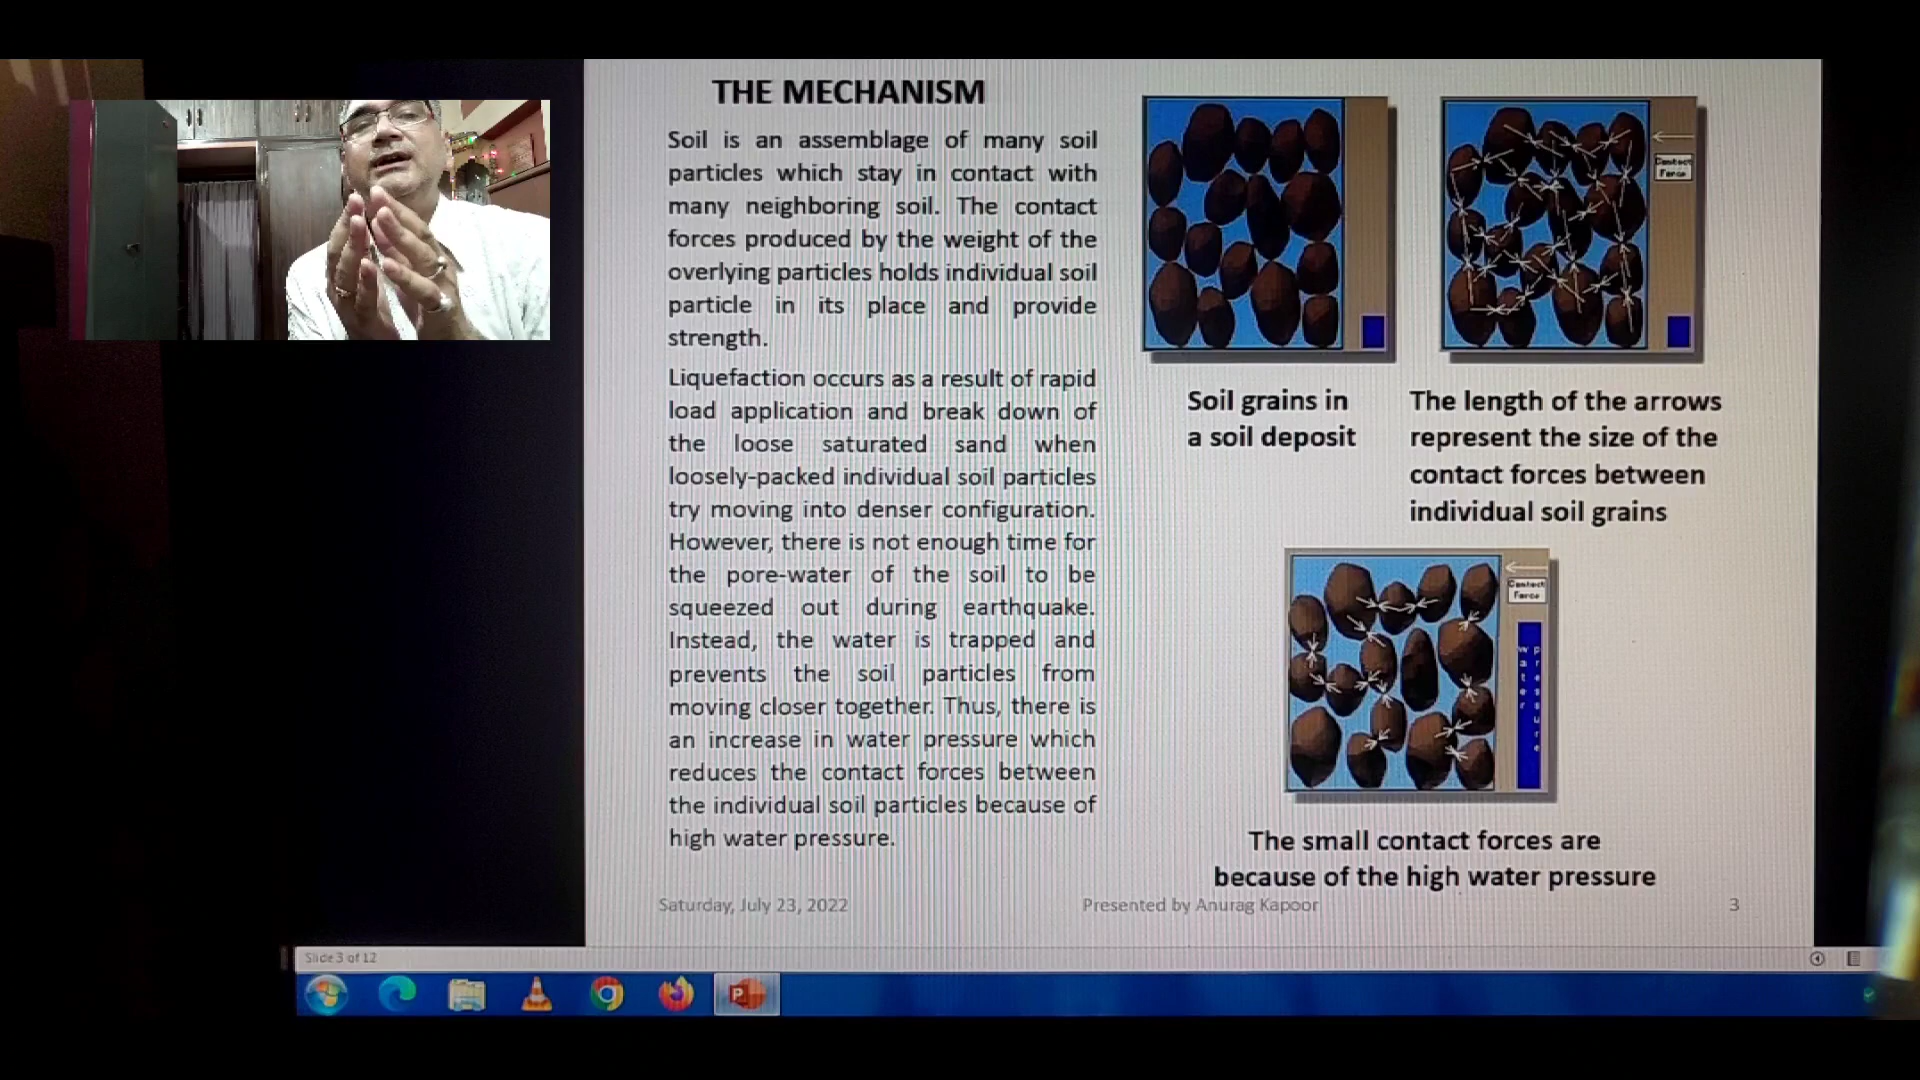 THE MECHANISM
Soil is an assemblage of many soil
particles which stay in contact with
many neighboring soil. The contact
forces produced by the weight of the
overlying particles holds individual soil
particle in its place and provide
strength.
Liquefaction occurs as a result of rapid
load application and break down of
the loose saturated sand when
loosely-packed individual soil particles
try moving into denser configuration.
However, there is not enough time for
the pore-water of the soil to be
squeezed out during earthquake.
Instead, the water is trapped and
prevents the soil particles from
moving closer together. Thus, there is
an increase in water pressure which
reduces the contact forces between
the individual soil particles because of
high water pressure.
Contact
Force
Soil grains in
a soil deposit
The length of the arrows
represent the size of the
contact forces between
individual soil grains
Contact
Force
water
pressure
The small contact forces are
because of the high water pressure
Saturday, July 23, 2022
Presented by Anurag Kapoor
3
Slide 3 of 12